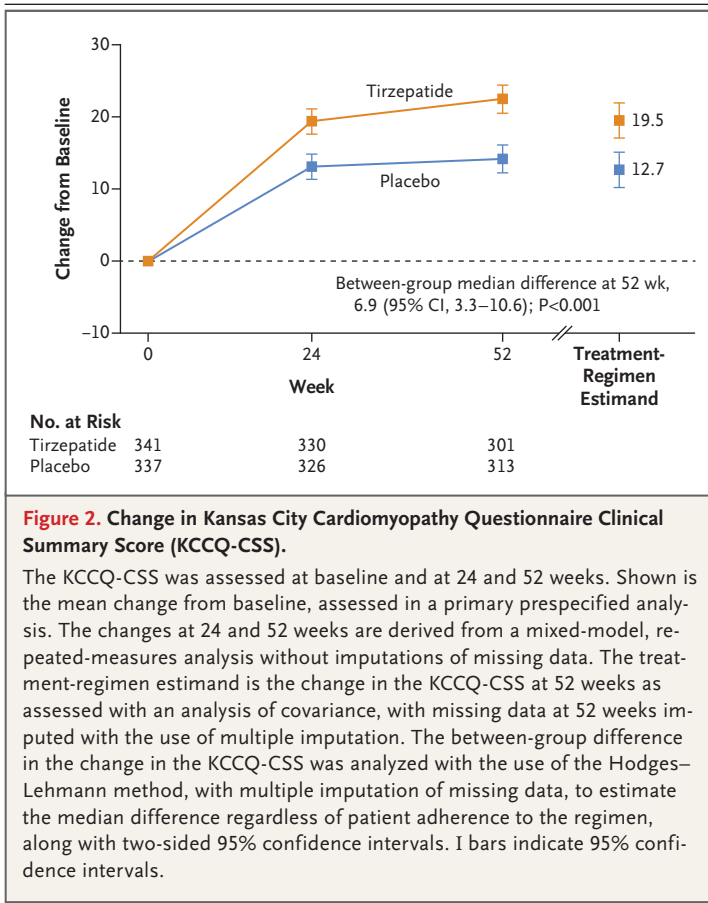 30
20
10
0
−10
Change from Baseline
Tirzepatide
Placebo
19.5
12.7
Between-group median difference at 52 wk,
6.9 (95% CI, 3.3–10.6); P<0.001
0 24 52 Treatment-
Regimen
Estimand
Week
No. at Risk
Tirzepatide 341 330 301
Placebo 337 326 313
Figure 2. Change in Kansas City Cardiomyopathy Questionnaire Clinical
Summary Score (KCCQ-CSS).
The KCCQ-CSS was assessed at baseline and at 24 and 52 weeks. Shown is
the mean change from baseline, assessed in a primary prespecified analy-
sis. The changes at 24 and 52 weeks are derived from a mixed-model, re-
peated-measures analysis without imputations of missing data. The treat-
ment-regimen estimand is the change in the KCCQ-CSS at 52 weeks as
assessed with an analysis of covariance, with missing data at 52 weeks im-
puted with the use of multiple imputation. The between-group difference
in the change in the KCCQ-CSS was analyzed with the use of the Hodges–
Lehmann method, with multiple imputation of missing data, to estimate
the median difference regardless of patient adherence to the regimen,
along with two-sided 95% confidence intervals. I bars indicate 95% confi-
dence intervals.